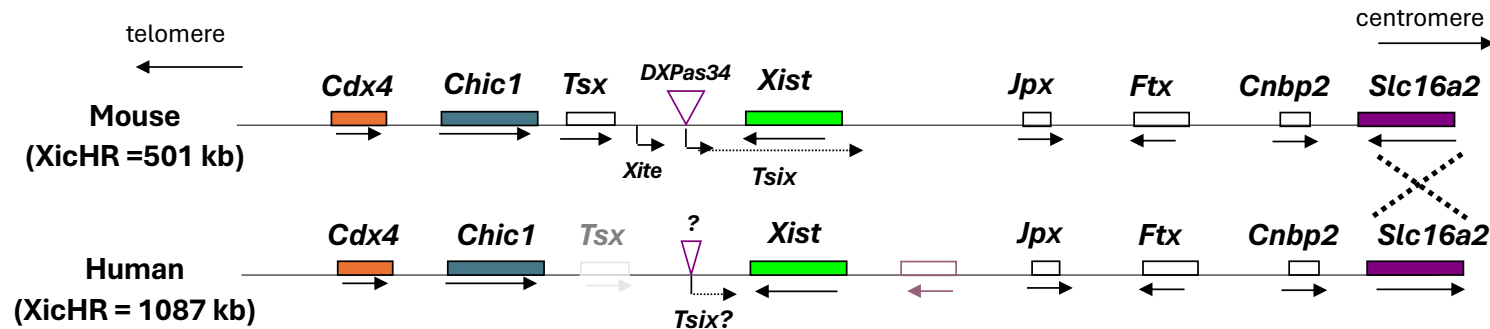 telomere
centromere
Cdx4 Chic1 Tsx DXPas34 Xist Jpx Ftx Cnbp2 Slc16a2
Mouse
(XicHR =501 kb)
Xite
Tsix
Cdx4 Chic1 Tsx ? Xist Jpx Ftx Cnbp2 Slc16a2
Human
(XicHR = 1087 kb)
Tsix?